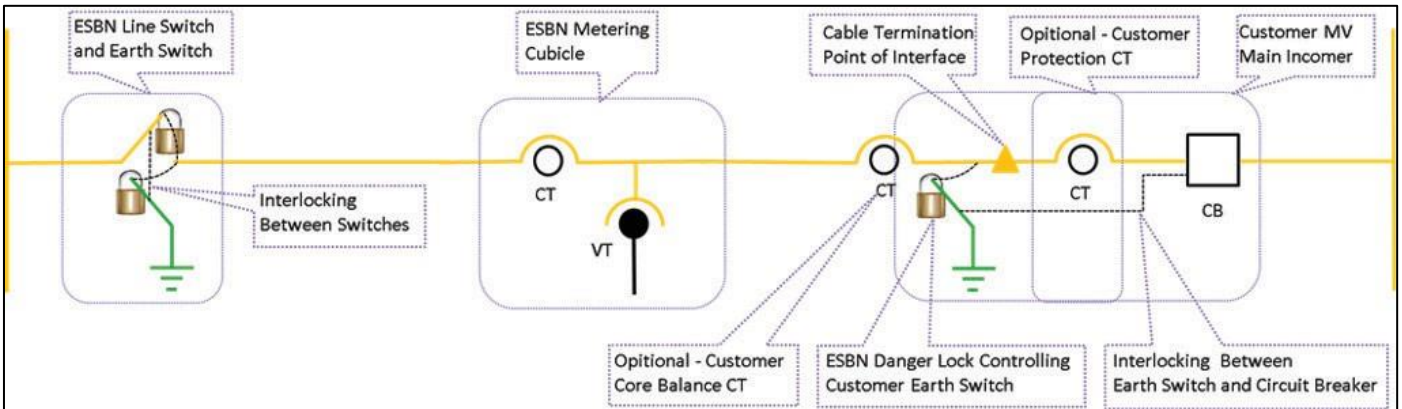 ESBN Line Switch
and Earth Switch
ESBN Metering
Cubicle
Cable Termination
Point of Interface
Opitional - Customer
Protection CT
Customer MV
Main Incomer
Interlocking
Between Switches
CT
VT
CT
CT
CB
Opitional - Customer
Core Balance CT
ESBN Danger Lock Controlling
Customer Earth Switch
Interlocking Between
Earth Switch and Circuit Breaker